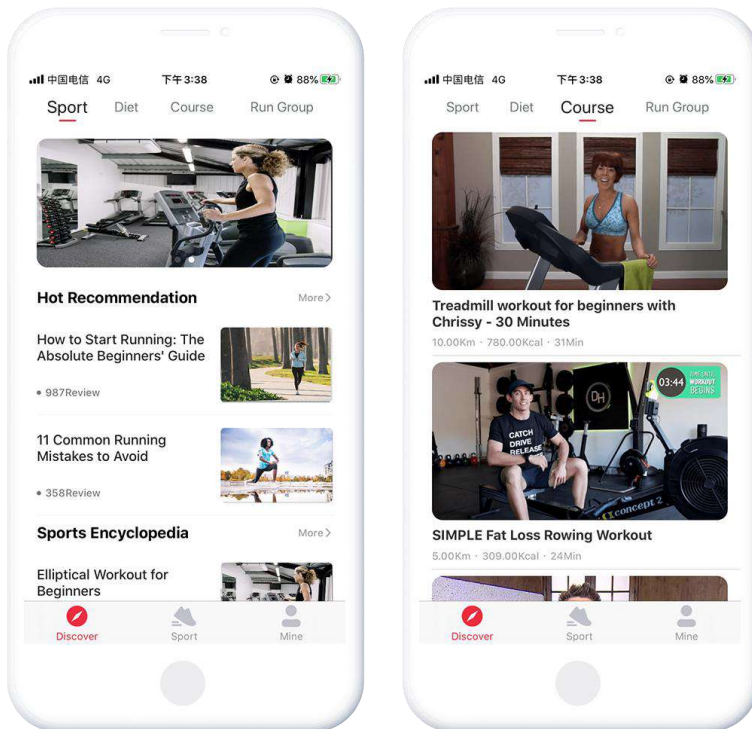 中国电信 4G 下午3:38 88%
Sport Diet Course Run Group
Hot Recommendation More
How to Start Running: The
Absolute Beginners' Guide
987Review
11 Common Running
Mistakes to Avoid
358Review
Sports Encyclopedia More
Elliptical Workout for
Beginners
Discover Sport Mine
中国电信 4G 下午3:38 88%
Sport Diet Course Run Group
Treadmill workout for beginners with
Chrissy - 30 Minutes
10.00Km · 780.00Kcal · 31Min
03:44
TIME UNTIL
WORKOUT
BEGINS
DH
CATCH
DRIVE
RELEASE
concept 2
SIMPLE Fat Loss Rowing Workout
5.00Km · 309.00Kcal · 24Min
Discover Sport Mine